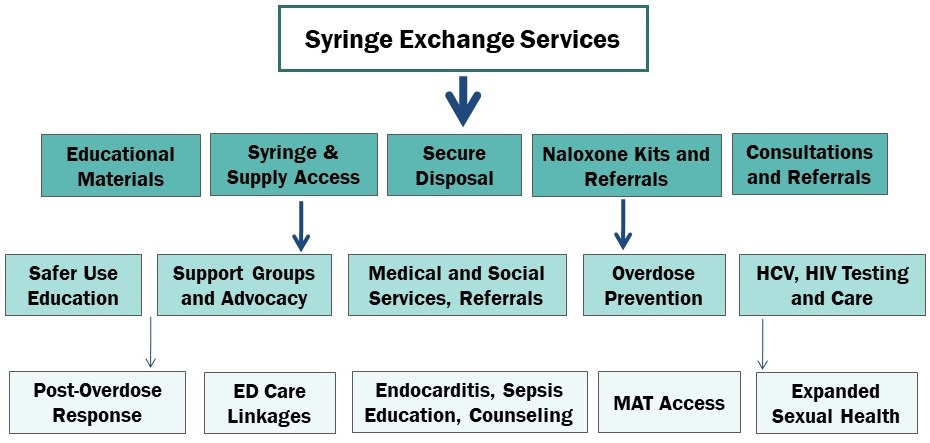 Syringe Exchange Services
Educational
Materials
Syringe &
Supply Access
Secure
Disposal
Naloxone Kits and
Referrals
Consultations
and Referrals
Safer Use
Education
Support Groups
and Advocacy
Medical and Social
Services, Referrals
Overdose
Prevention
HCV, HIV Testing
and Care
Post-Overdose
Response
ED Care
Linkages
Endocarditis, Sepsis
Education, Counseling
MAT Access
Expanded
Sexual Health